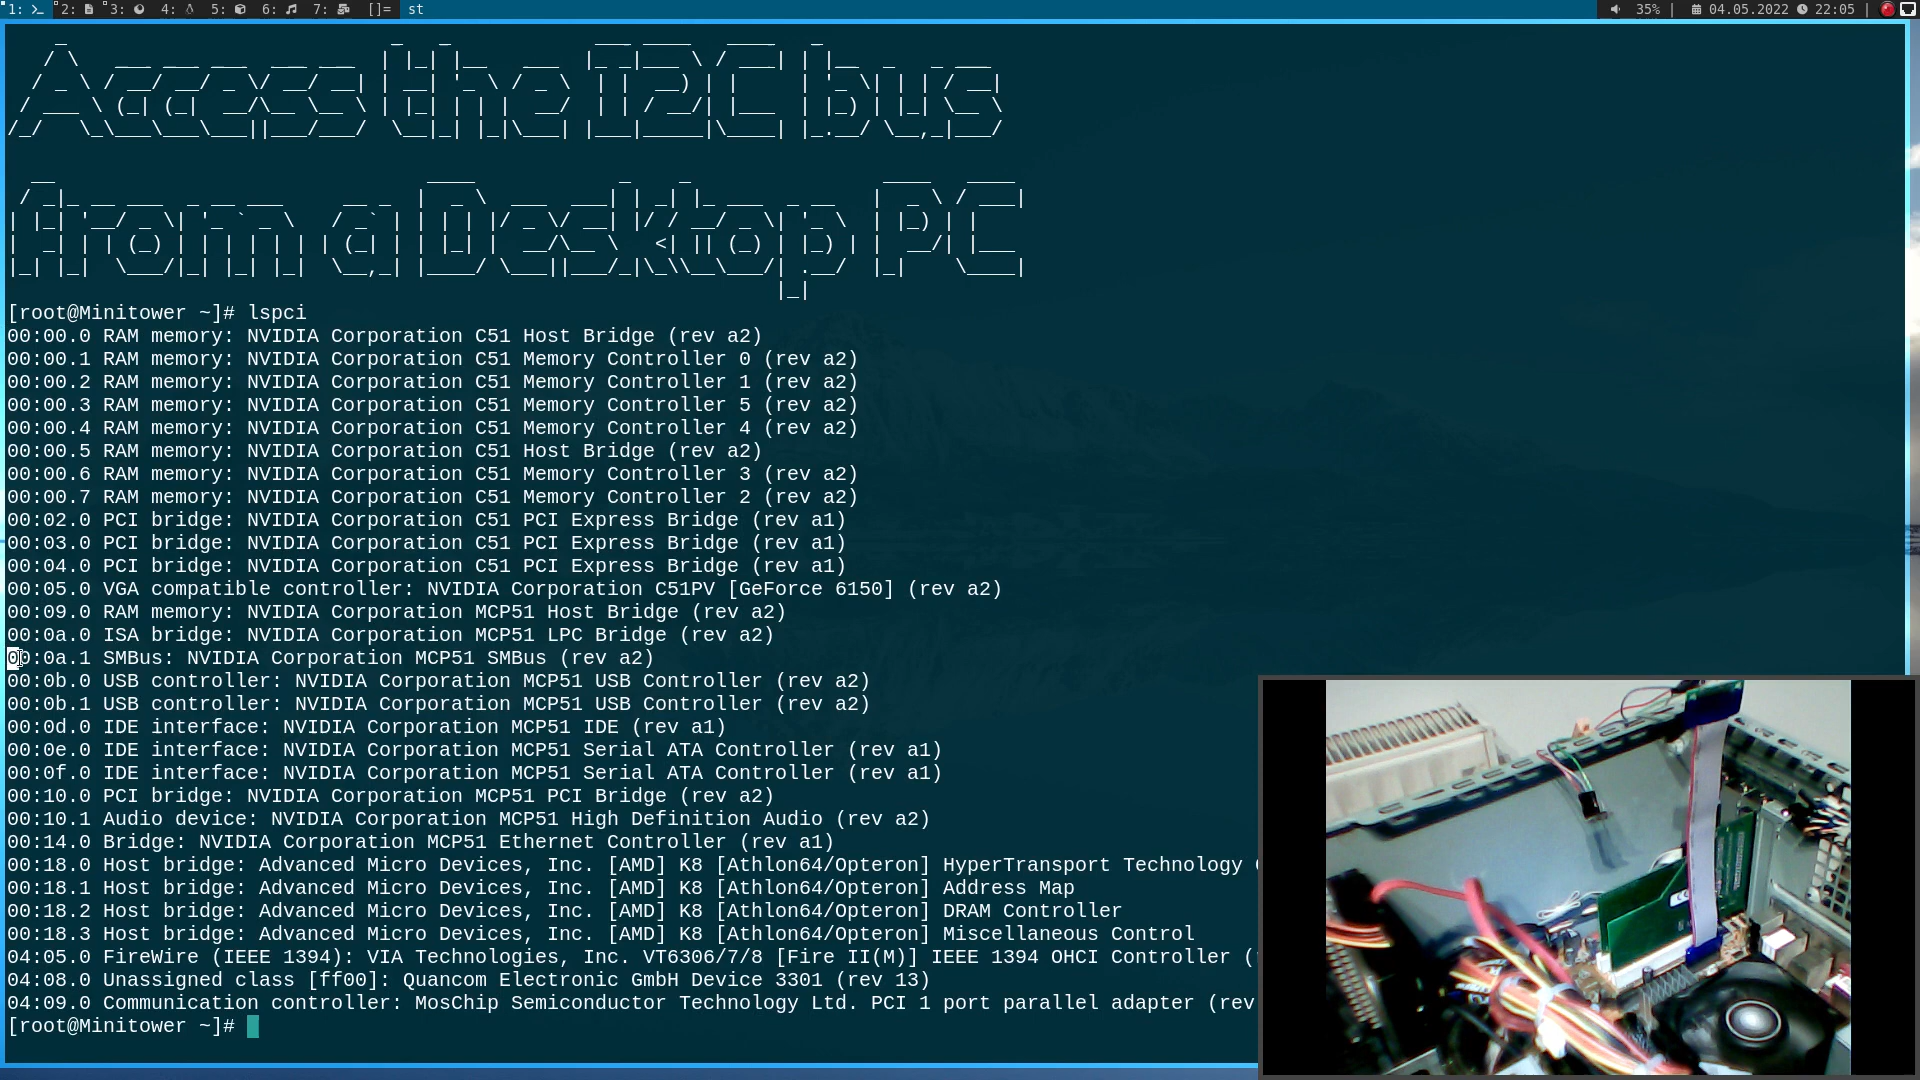 1: 2: 3: 4: 5: 6: 7: []= st 35% | 04.05.2022 22:05 |
Access the I2C bus
from a Desktop PC
[root@Minitower ~]# lspci
00:00.0 RAM memory: NVIDIA Corporation C51 Host Bridge (rev a2)
00:00.1 RAM memory: NVIDIA Corporation C51 Memory Controller 0 (rev a2)
00:00.2 RAM memory: NVIDIA Corporation C51 Memory Controller 1 (rev a2)
00:00.3 RAM memory: NVIDIA Corporation C51 Memory Controller 5 (rev a2)
00:00.4 RAM memory: NVIDIA Corporation C51 Memory Controller 4 (rev a2)
00:00.5 RAM memory: NVIDIA Corporation C51 Host Bridge (rev a2)
00:00.6 RAM memory: NVIDIA Corporation C51 Memory Controller 3 (rev a2)
00:00.7 RAM memory: NVIDIA Corporation C51 Memory Controller 2 (rev a2)
00:02.0 PCI bridge: NVIDIA Corporation C51 PCI Express Bridge (rev a1)
00:03.0 PCI bridge: NVIDIA Corporation C51 PCI Express Bridge (rev a1)
00:04.0 PCI bridge: NVIDIA Corporation C51 PCI Express Bridge (rev a1)
00:05.0 VGA compatible controller: NVIDIA Corporation C51PV [GeForce 6150] (rev a2)
00:09.0 RAM memory: NVIDIA Corporation MCP51 Host Bridge (rev a2)
00:0a.0 ISA bridge: NVIDIA Corporation MCP51 LPC Bridge (rev a2)
00:0a.1 SMBus: NVIDIA Corporation MCP51 SMBus (rev a2)
00:0b.0 USB controller: NVIDIA Corporation MCP51 USB Controller (rev a2)
00:0b.1 USB controller: NVIDIA Corporation MCP51 USB Controller (rev a2)
00:0d.0 IDE interface: NVIDIA Corporation MCP51 IDE (rev a1)
00:0e.0 IDE interface: NVIDIA Corporation MCP51 Serial ATA Controller (rev a1)
00:0f.0 IDE interface: NVIDIA Corporation MCP51 Serial ATA Controller (rev a1)
00:10.0 PCI bridge: NVIDIA Corporation MCP51 PCI Bridge (rev a2)
00:10.1 Audio device: NVIDIA Corporation MCP51 High Definition Audio (rev a2)
00:14.0 Bridge: NVIDIA Corporation MCP51 Ethernet Controller (rev a1)
00:18.0 Host bridge: Advanced Micro Devices, Inc. [AMD] K8 [Athlon64/Opteron] HyperTransport Technology
00:18.1 Host bridge: Advanced Micro Devices, Inc. [AMD] K8 [Athlon64/Opteron] Address Map
00:18.2 Host bridge: Advanced Micro Devices, Inc. [AMD] K8 [Athlon64/Opteron] DRAM Controller
00:18.3 Host bridge: Advanced Micro Devices, Inc. [AMD] K8 [Athlon64/Opteron] Miscellaneous Control
04:05.0 FireWire (IEEE 1394): VIA Technologies, Inc. VT6306/7/8 [Fire II(M)] IEEE 1394 OHCI Controller (
04:08.0 Unassigned class [ff00]: Quancom Electronic GmbH Device 3301 (rev 13)
04:09.0 Communication controller: MosChip Semiconductor Technology Ltd. PCI 1 port parallel adapter (rev
[root@Minitower ~]#